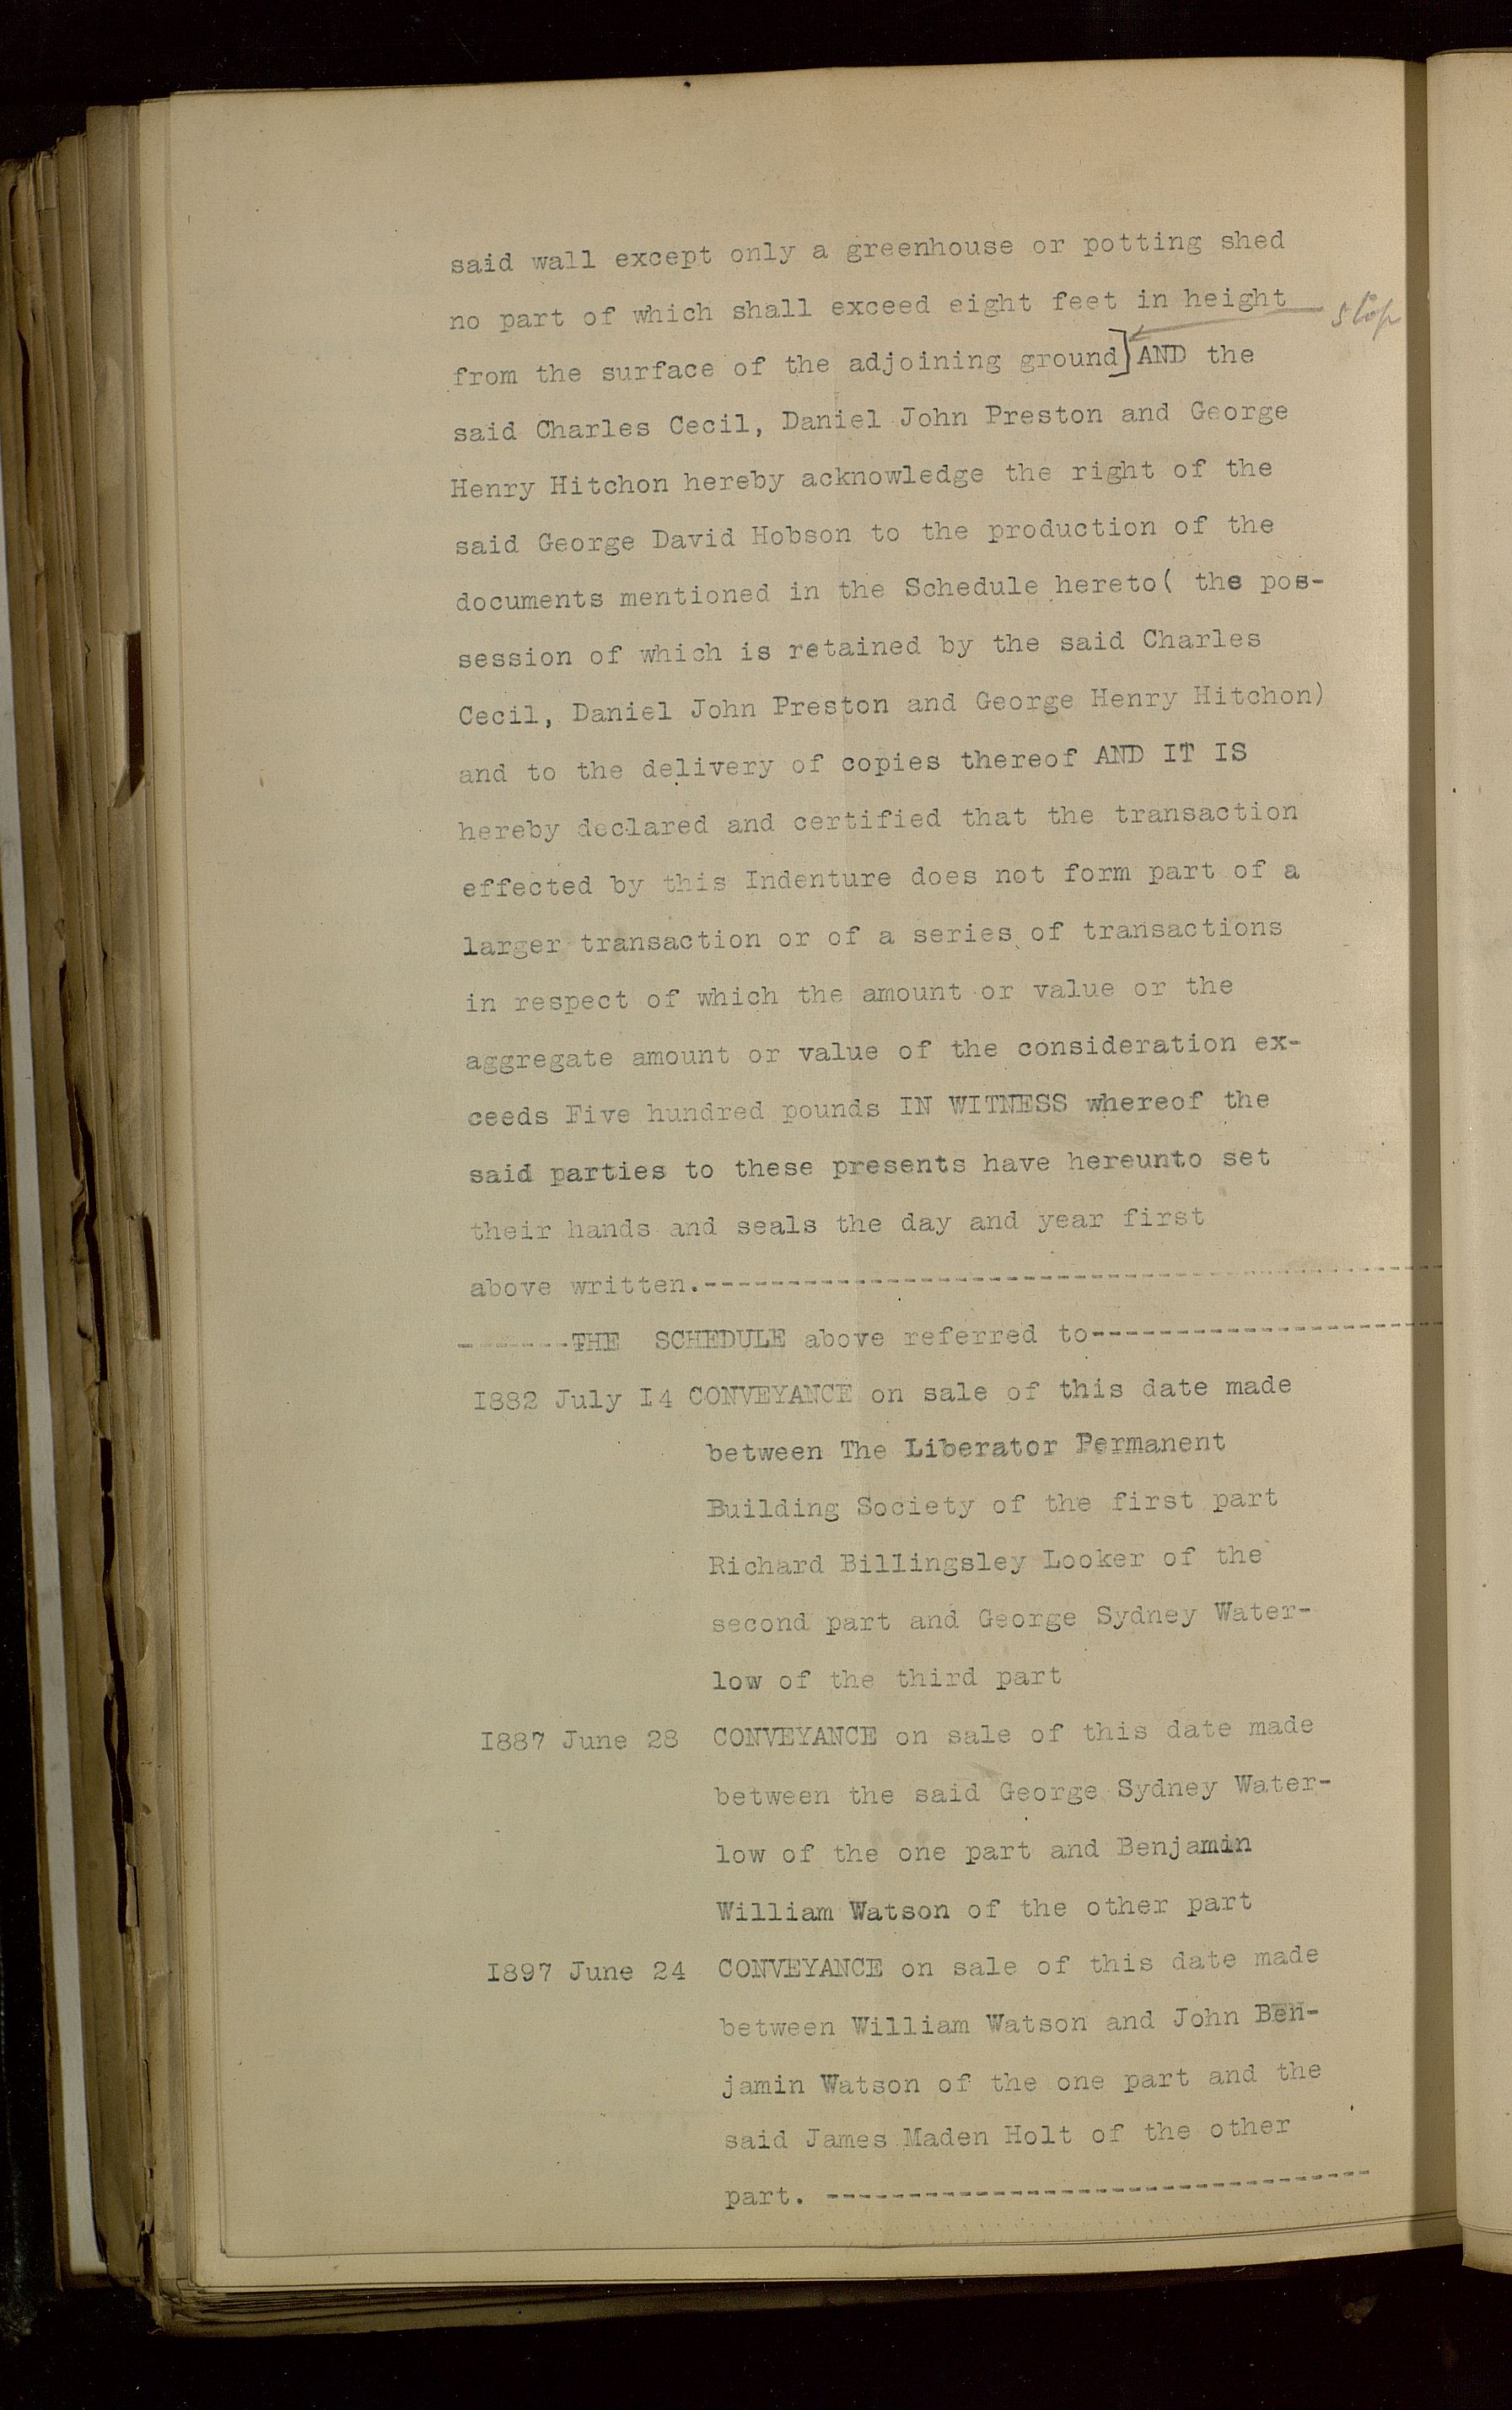 said wall except only a greenhouse or potting shed
no part of which shall exceed eight feet in height stop
from the surface of the adjoining ground] AND the
said Charles Cecil, Daniel John Preston and George
Henry Hitchon hereby acknowledge the right of the
said George David Hobson to the production of the
documents mentioned in the Schedule hereto( the pos-
session of which is retained by the said Charles
Cecil, Daniel John Preston and George Henry Hitchon)
and to the delivery of copies thereof AND IT IS
hereby declared and certified that the transaction
effected by this Indenture does not form part of a
larger transaction or of a series of transactions
in respect of which the amount or value or the
aggregate amount or value of the consideration ex-
ceeds Five hundred pounds IN WITNESS whereof the
said parties to these presents have hereunto set
their hands and seals the day and year first
above written.--------------------------------------------
-------THE SCHEDULE above referred to---------------------
I882 July I4 CONVEYANCE on sale of this date made
between The Liberator Permanent
Building Society of the first part
Richard BilIingsley Looker of the
second part and George Sydney Water-
low of the third part
I887 June 28 CONVEYANCE on sale of this date made
between the said George Sydney Water-
low of the one part and Benjamin
William Watson of the other part
I897 June 24 CONVEYANCE on sale of this date made
between William Watson and John Ben-
jamin Watson of the one part and the
said James Maden Holt of the other
part. ---------------------------------